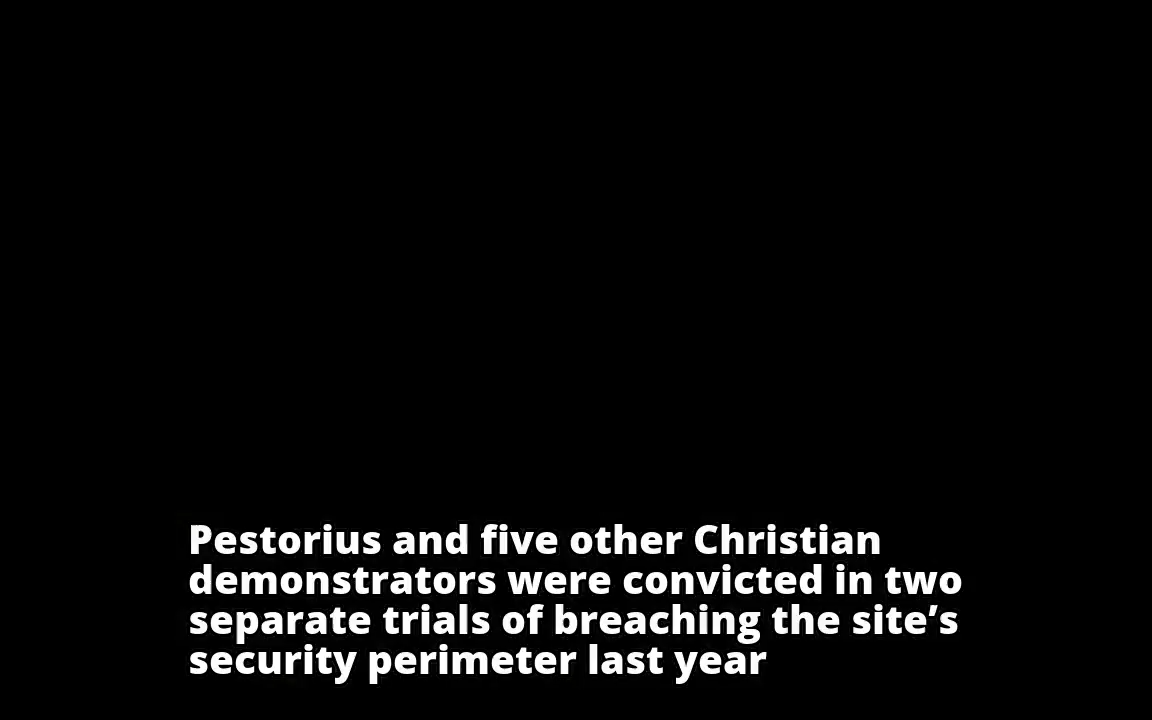 Pestorius and five other Christian
demonstrators were convicted in two
separate trials of breaching the site’s
security perimeter last year